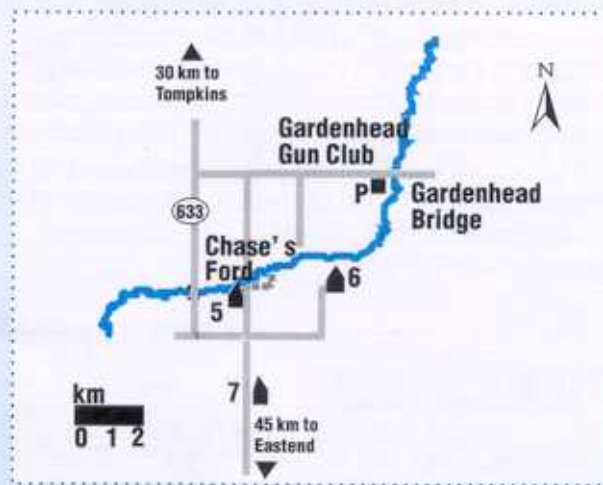 30 km to
Tompkins
N
Gardenhead
Gun Club
P
Gardenhead
Bridge
633
Chase's
Ford
6
5
km
0 1 2
7
45 km to
Eastend